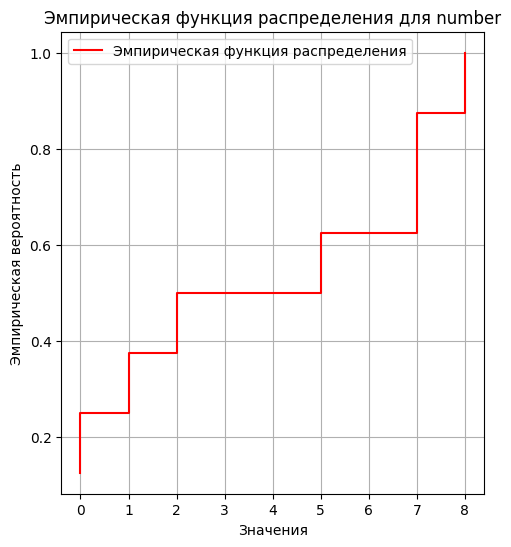 Эмпирическая функция распределения для number
Эмпирическая функция распределения
1.0
0.8
0.6
0.4
0.2
Эмпирическая вероятность
0 1 2 3 4 5 6 7 8
Значения